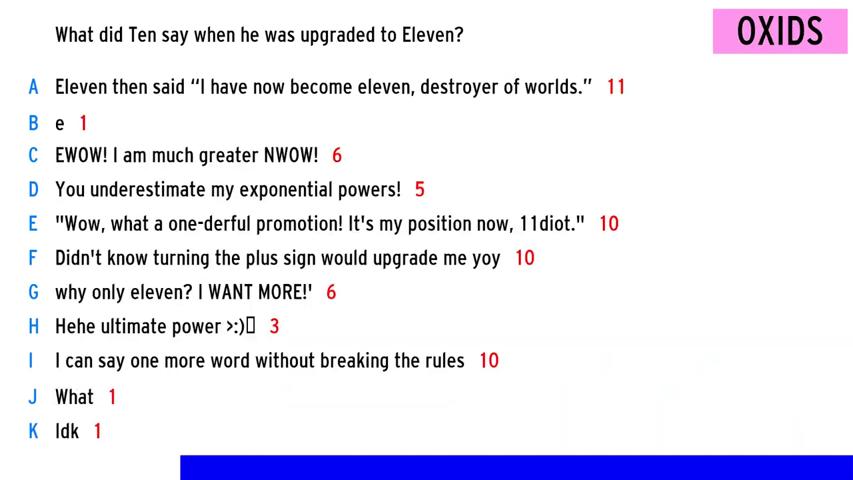 What did Ten say when he was upgraded to Eleven?
OXIDS
A Eleven then said “I have now become eleven, destroyer of worlds.” 11
B e 1
C EWOW! I am much greater NWOW! 6
D You underestimate my exponential powers! 5
E "Wow, what a one-derful promotion! It's my position now, 11diot." 10
F Didn't know turning the plus sign would upgrade me yoy 10
G why only eleven? I WANT MORE!' 6
H Hehe ultimate power >:)▯ 3
I I can say one more word without breaking the rules 10
J What 1
K Idk 1